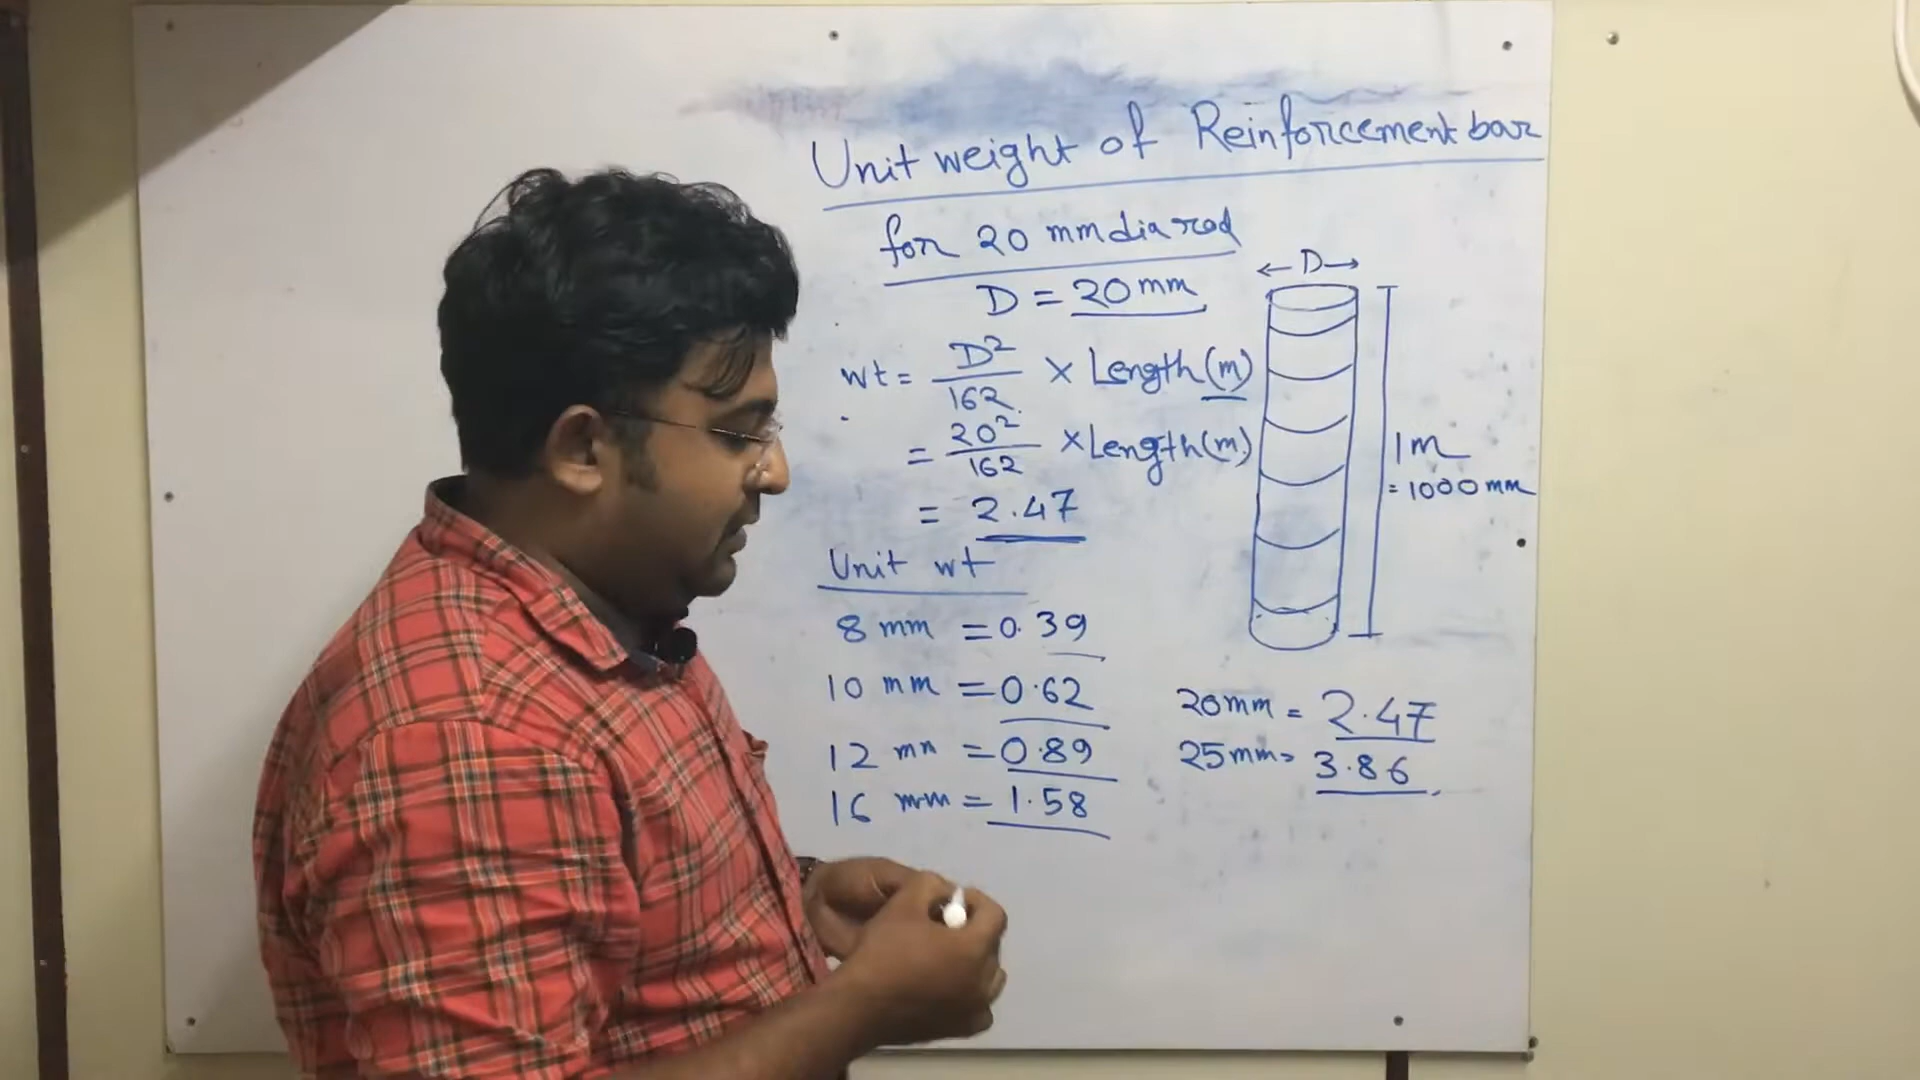 Unit weight of Reinforcement bar
for 20 mm dia rod
D = 20 mm
wt = D²/162 × Length (m)
= 20²/162 × Length (m)
= 2.47
← D →
1 m
= 1000 mm
Unit wt
8 mm = 0.39
10 mm = 0.62
12 mm = 0.89
16 mm = 1.58
20mm = 2.47
25mm = 3.86